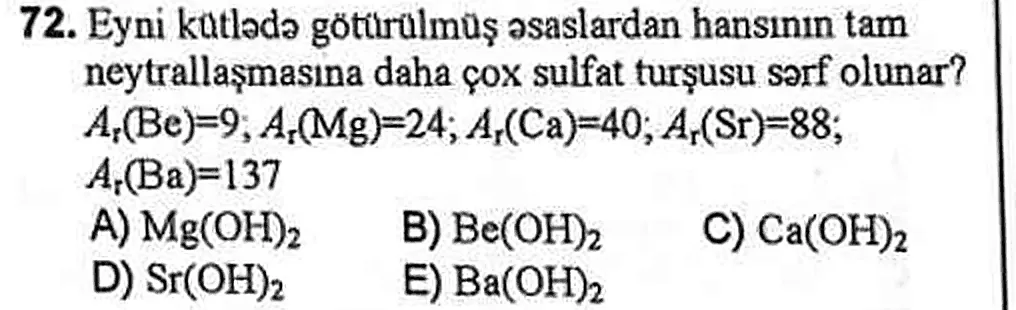 72. Eyni kütlədə götürülmüş əsaslardan hansının tam
neytrallaşmasına daha çox sulfat turşusu sərf olunar?
Aᵣ(Be)=9; Aᵣ(Mg)=24; Aᵣ(Ca)=40; Aᵣ(Sr)=88;
Aᵣ(Ba)=137
A) Mg(OH)₂ B) Be(OH)₂ C) Ca(OH)₂
D) Sr(OH)₂ E) Ba(OH)₂